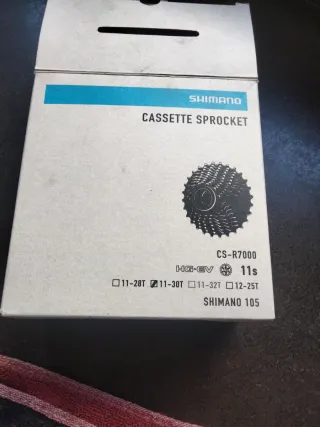 SHIMANO
CASSETTE SPROCKET
CS-R7000
HG-EV 11s
11-28T 11-30T 11-32T 12-25T
SHIMANO 105